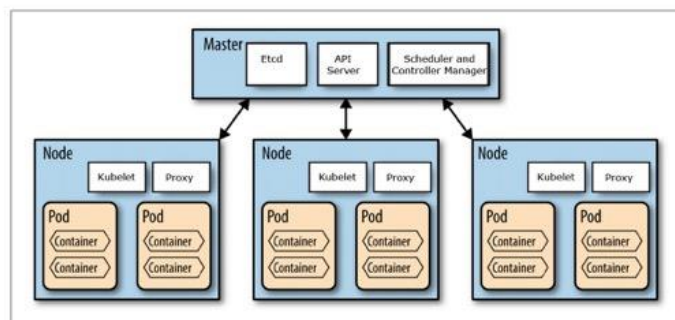 Master
Etcd
API
Server
Scheduler and
Controller Manager
Node
Kubelet
Proxy
Pod
Container
Container
Pod
Container
Container
Node
Kubelet
Proxy
Pod
Container
Container
Pod
Container
Container
Node
Kubelet
Proxy
Pod
Container
Container
Pod
Container
Container